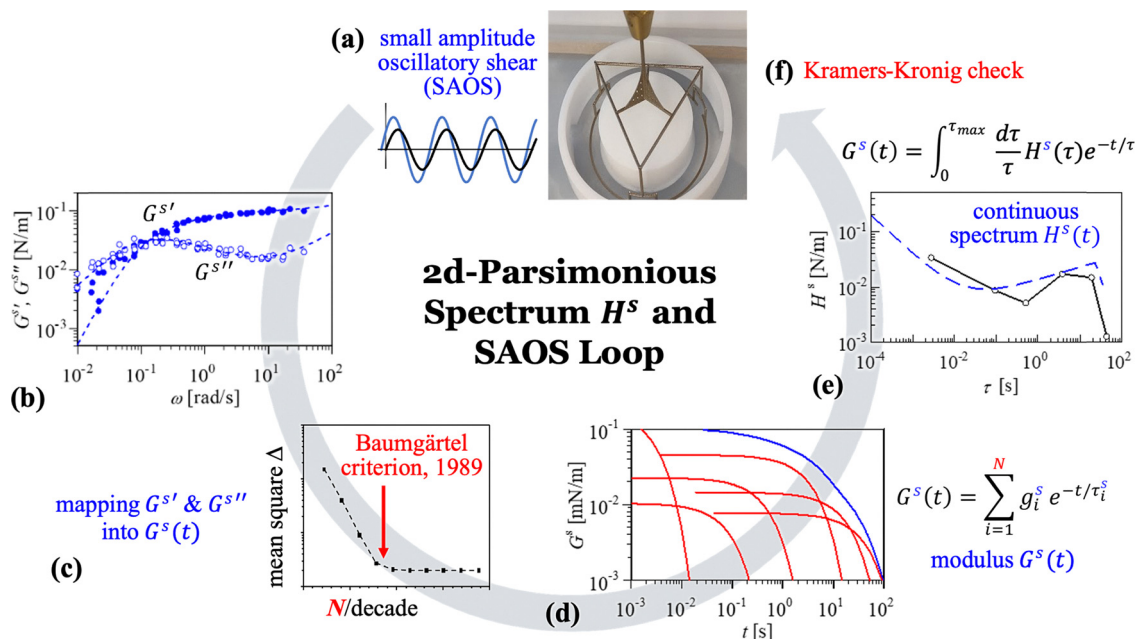 (a)
small amplitude
oscillatory shear
(SAOS)
(f) Kramers-Kronig check
G^s(t) = ∫_0^{τ_max} dτ/τ H^s(τ)e^{-t/τ}
G^s', G^s'' [N/m]
10^-1
10^-2
10^-3
G^s'
G^s''
10^-2 10^-1 10^0 10^1 10^2
ω [rad/s]
(b)
2d-Parsimonious
Spectrum H^s and
SAOS Loop
H^s [N/m]
10^-1
10^-2
10^-3
continuous
spectrum H^s(t)
10^-4 10^-2 10^0 10^2
τ [s]
(e)
mapping G^s' & G^s''
into G^s(t)
(c)
mean square Δ
Baumgärtel
criterion, 1989
N/decade
(d)
G^s [mN/m]
10^-1
10^-2
10^-3
10^-3 10^-2 10^-1 10^0 10^1 10^2
t [s]
G^s(t) = ∑_{i=1}^{N} g_i^s e^{-t/τ_i^s}
modulus G^s(t)